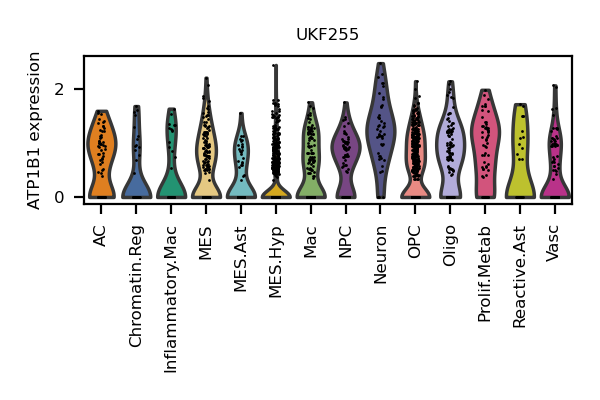 UKF255
ATP1B1 expression
2
0
AC
Chromatin.Reg
Inflammatory.Mac
MES
MES.Ast
MES.Hyp
Mac
NPC
Neuron
OPC
Oligo
Prolif.Metab
Reactive.Ast
Vasc